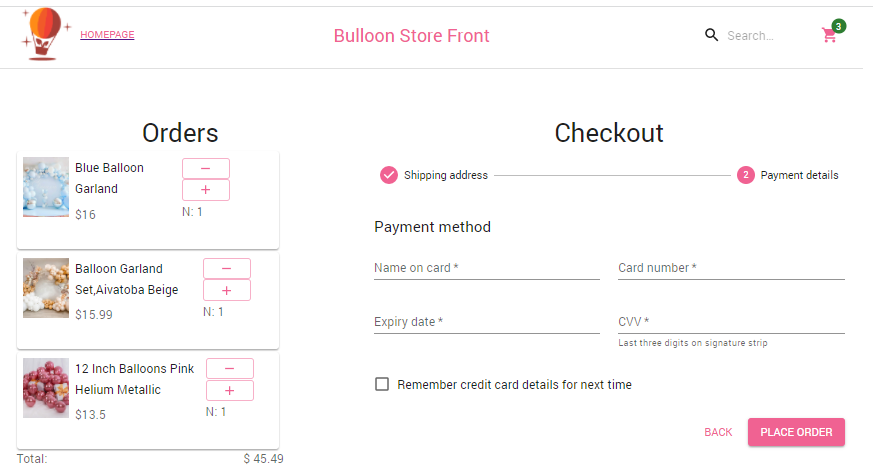 HOMEPAGE
Bulloon Store Front
Search...
3
Orders
Blue Balloon
Garland
$16
N: 1
Balloon Garland
Set,Aivatoba Beige
$15.99
N: 1
12 Inch Balloons Pink
Helium Metallic
$13.5
N: 1
Total:
$ 45.49
Checkout
Shipping address
2
Payment details
Payment method
Name on card *
Card number *
Expiry date *
CVV *
Last three digits on signature strip
Remember credit card details for next time
BACK
PLACE ORDER